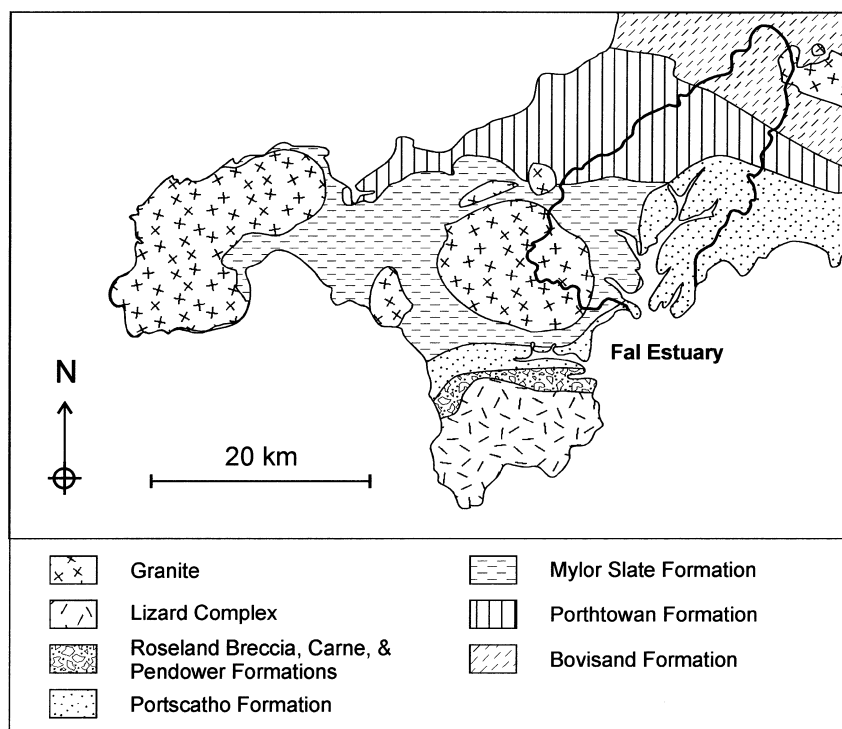 Fal Estuary
N
20 km
Granite
Lizard Complex
Roseland Breccia, Carne, &
Pendower Formations
Portscatho Formation
Mylor Slate Formation
Porthtowan Formation
Bovisand Formation